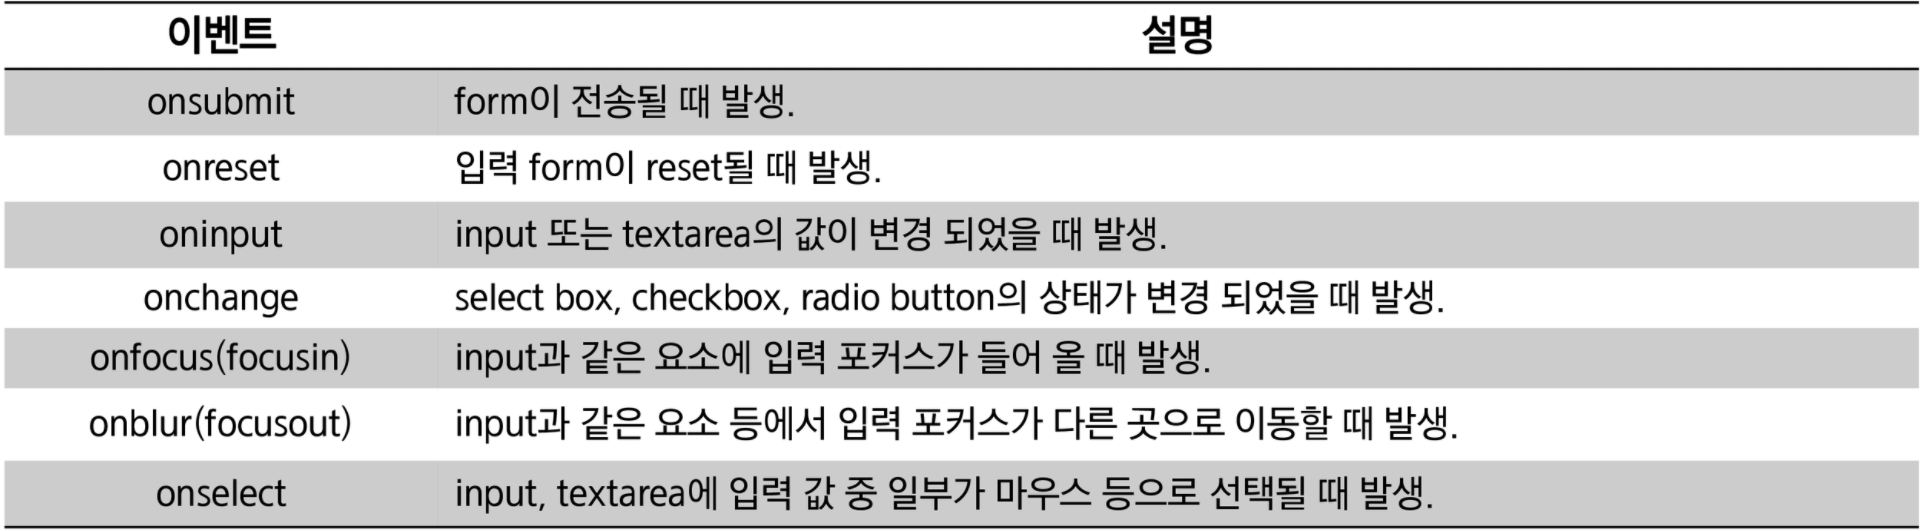 이벤트 설명
onsubmit form이 전송될 때 발생.
onreset 입력 form이 reset될 때 발생.
oninput input 또는 textarea의 값이 변경 되었을 때 발생.
onchange select box, checkbox, radio button의 상태가 변경 되었을 때 발생.
onfocus(focusin) input과 같은 요소에 입력 포커스가 들어 올 때 발생.
onblur(focusout) input과 같은 요소 등에서 입력 포커스가 다른 곳으로 이동할 때 발생.
onselect input, textarea에 입력 값 중 일부가 마우스 등으로 선택될 때 발생.